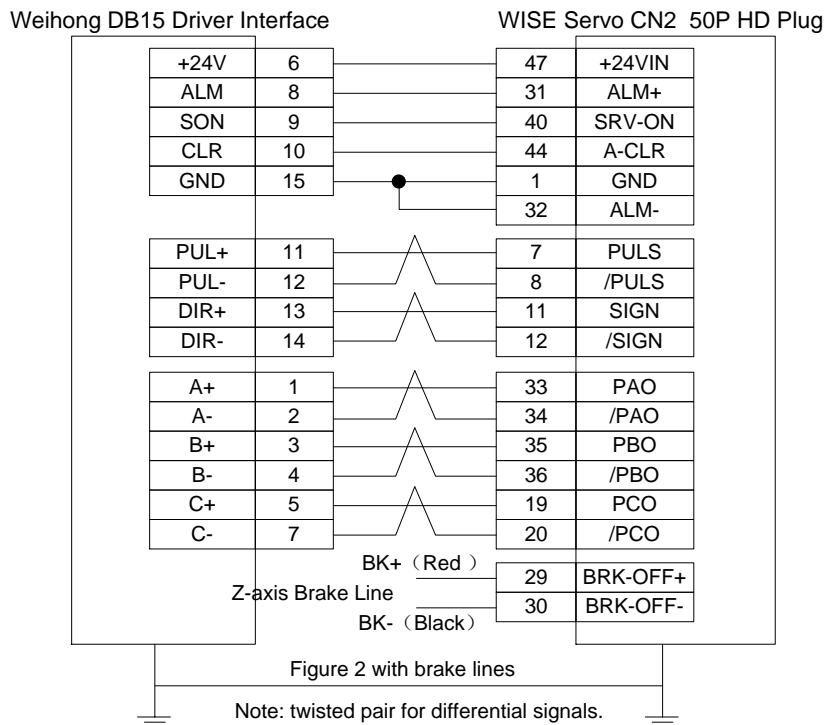 Weihong DB15 Driver Interface WISE Servo CN2 50P HD Plug
+24V 6 47 +24VIN
ALM 8 31 ALM+
SON 9 40 SRV-ON
CLR 10 44 A-CLR
GND 15 1 GND
32 ALM-
PUL+ 11 7 PULS
PUL- 12 8 /PULS
DIR+ 13 11 SIGN
DIR- 14 12 /SIGN
A+ 1 33 PAO
A- 2 34 /PAO
B+ 3 35 PBO
B- 4 36 /PBO
C+ 5 19 PCO
C- 7 20 /PCO
BK+（Red ）
29 BRK-OFF+
Z-axis Brake Line
30 BRK-OFF-
BK-（Black）
Figure 2 with brake lines
Note: twisted pair for differential signals.